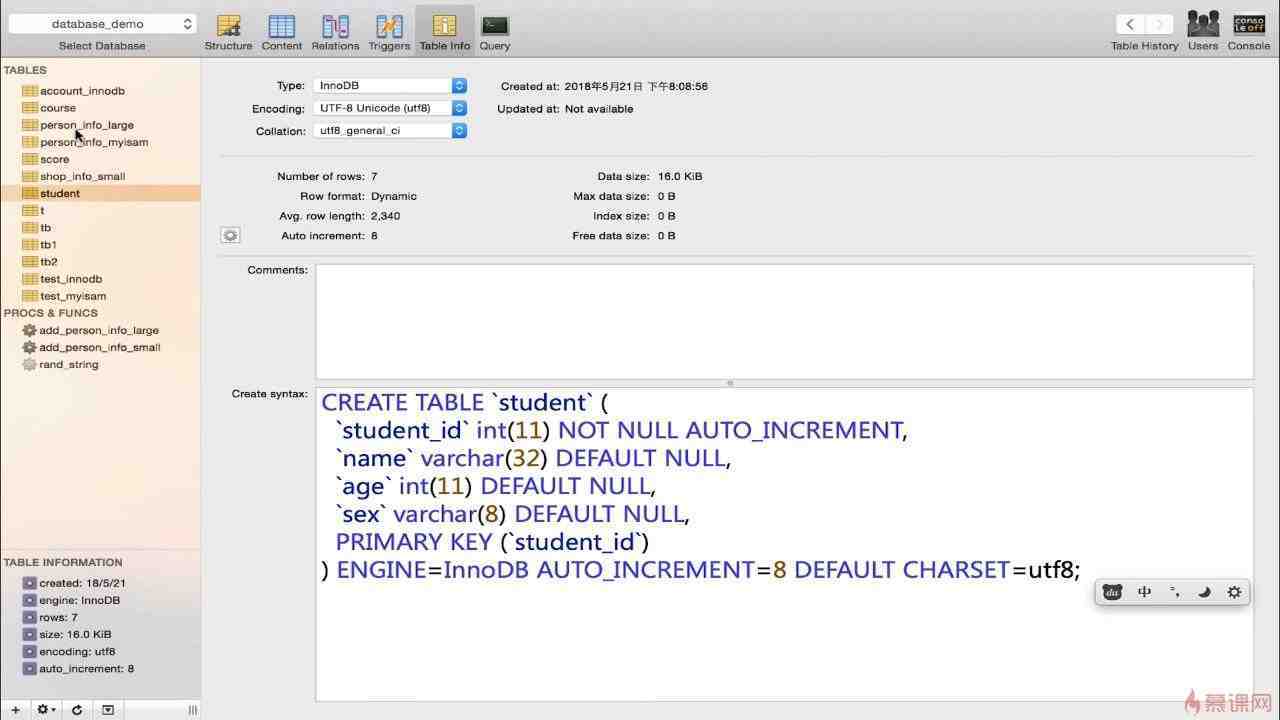 database_demo
Select Database
Structure
Content
Relations
Triggers
Table Info
Query
Table History
Users
Console
conso
le off
TABLES
account_innodb
course
person_info_large
person_info_myisam
score
shop_info_small
student
t
tb
tb1
tb2
test_innodb
test_myisam
PROCS & FUNCS
add_person_info_large
add_person_info_small
rand_string
TABLE INFORMATION
created: 18/5/21
engine: InnoDB
rows: 7
size: 16.0 KiB
encoding: utf8
auto_increment: 8
Type: InnoDB
Encoding: UTF-8 Unicode (utf8)
Collation: utf8_general_ci
Created at: 2018年5月21日 下午8:08:56
Updated at: Not available
Number of rows: 7
Row format: Dynamic
Avg. row length: 2,340
Auto increment: 8
Data size: 16.0 KiB
Max data size: 0 B
Index size: 0 B
Free data size: 0 B
Comments:
Create syntax:
CREATE TABLE `student` (
`student_id` int(11) NOT NULL AUTO_INCREMENT,
`name` varchar(32) DEFAULT NULL,
`age` int(11) DEFAULT NULL,
`sex` varchar(8) DEFAULT NULL,
PRIMARY KEY (`student_id`)
) ENGINE=InnoDB AUTO_INCREMENT=8 DEFAULT CHARSET=utf8;
du 中 °,
慕课网